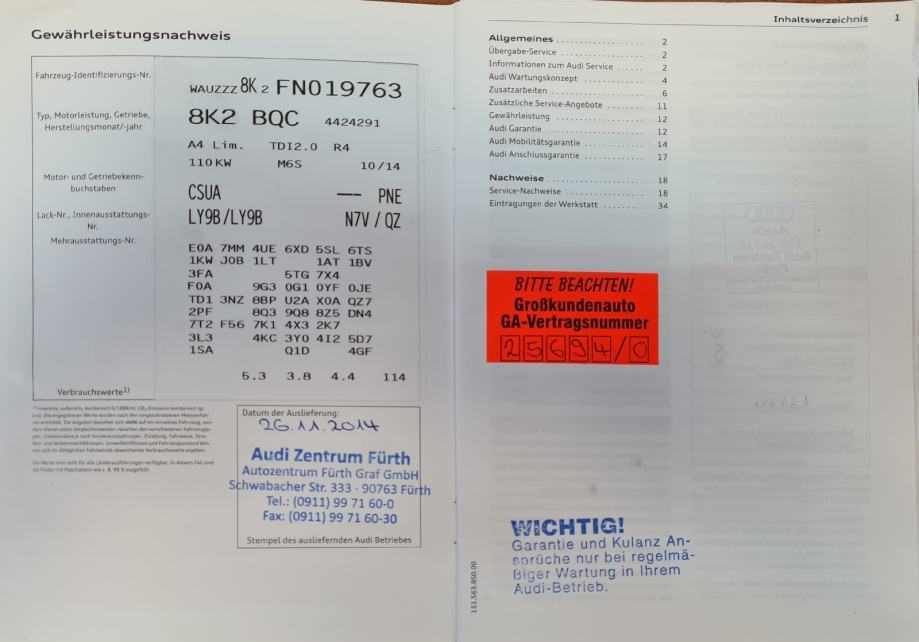 Gewährleistungsnachweis
Fahrzeug-Identifizierungs-Nr.
WAUZZZ 8K 2 FN019763
Typ, Motorleistung, Getriebe,
Herstellungsmonat/-jahr
8K2 BQC 4424291
A4 Lim. TDI2.0 R4
110 KW M6S 10/14
Motor- und Getriebekenn-
buchstaben
CSUA --- PNE
Lack-Nr., Innenausstattungs-
Nr.
LY9B/LY9B N7V / QZ
Mehrausstattungs-Nr.
E0A 7MM 4UE 6XD 5SL 6TS
1KW J0B 1LT 1AT 1BV
3FA 5TG 7X4
F0A 9G3 0G1 0YF 0JE
TD1 3NZ 8BP U2A X0A QZ7
2PF 8Q3 9Q8 8Z5 DN4
7T2 F56 7K1 4X3 2K7
3L3 4KC 3Y0 4I2 5D7
1SA Q1D 4GF
Verbrauchswerte¹⁾
5.3 3.8 4.4 114
Datum der Auslieferung:
26.11.2014
Audi Zentrum Fürth
Autozentrum Fürth Graf GmbH
Schwabacher Str. 333 · 90763 Fürth
Tel.: (0911) 99 71 60-0
Fax: (0911) 99 71 60-30
Stempel des ausliefernden Audi Betriebes
Inhaltsverzeichnis 1
Allgemeines 2
Übergabe-Service 2
Informationen zum Audi Service 2
Audi Wartungskonzept 4
Zusatzarbeiten 6
Zusätzliche Service-Angebote 11
Gewährleistung 12
Audi Garantie 12
Audi Mobilitätsgarantie 14
Audi Anschlussgarantie 17
Nachweise 18
Service-Nachweise 18
Eintragungen der Werkstatt 34
BITTE BEACHTEN!
Großkundenauto
GA-Vertragsnummer
25694/0
WICHTIG!
Garantie und Kulanz An-
sprüche nur bei regelmä-
ßiger Wartung in Ihrem
Audi-Betrieb.
151.563.850.00